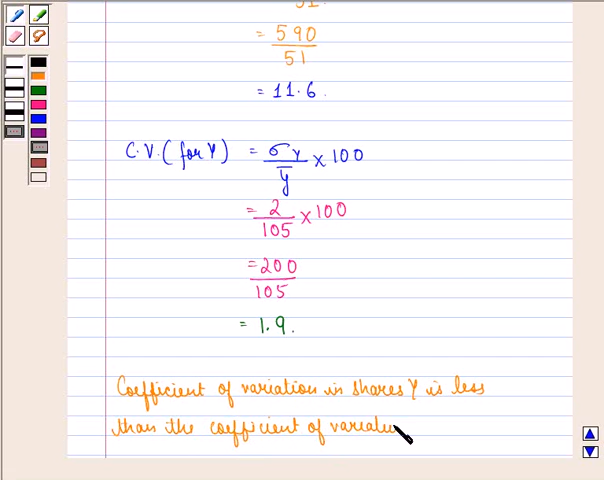 = 590
51
= 11.6.
C.V. (for Y) = σY × 100
ȳ
= 2 × 100
105
= 200
105
= 1.9.
Coefficient of variation in shares Y is less
than the coefficient of